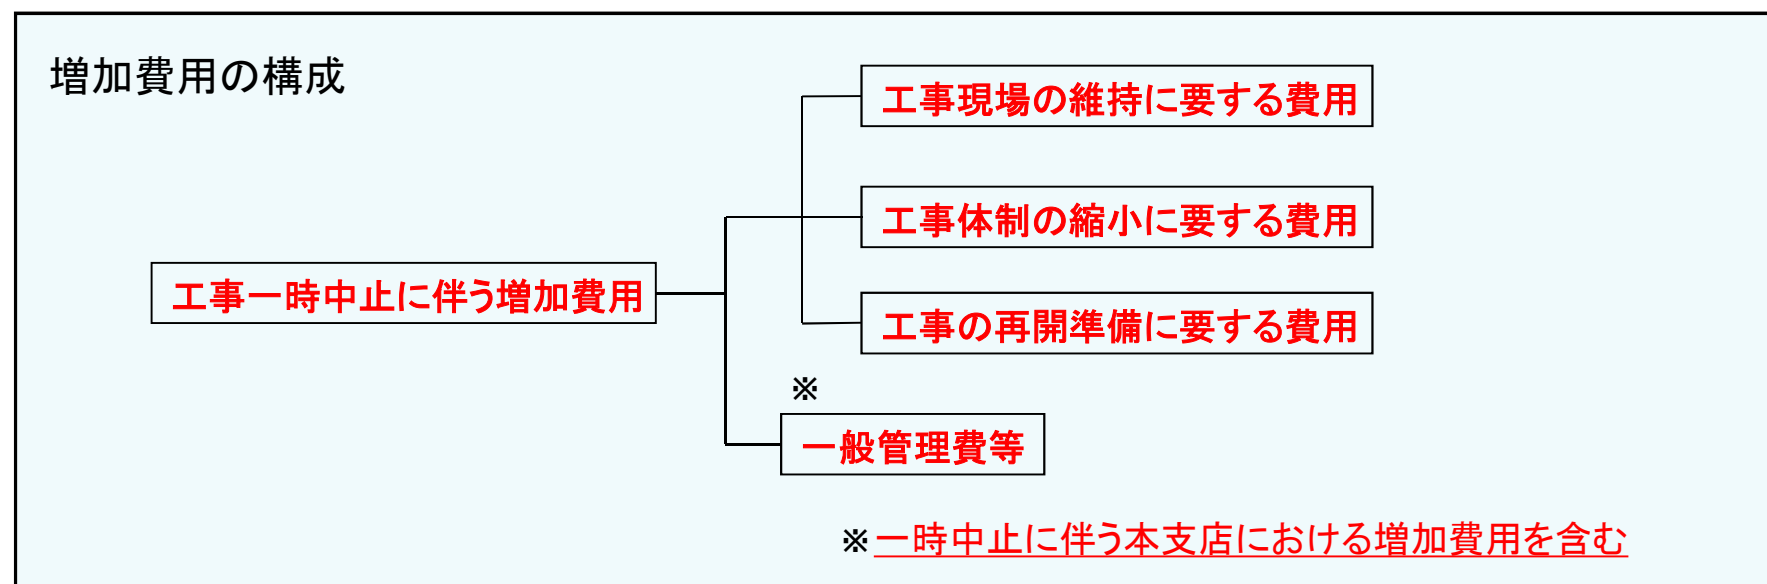 増加費用の構成
工事現場の維持に要する費用
工事体制の縮小に要する費用
工事一時中止に伴う増加費用
工事の再開準備に要する費用
※
一般管理費等
※一時中止に伴う本支店における増加費用を含む